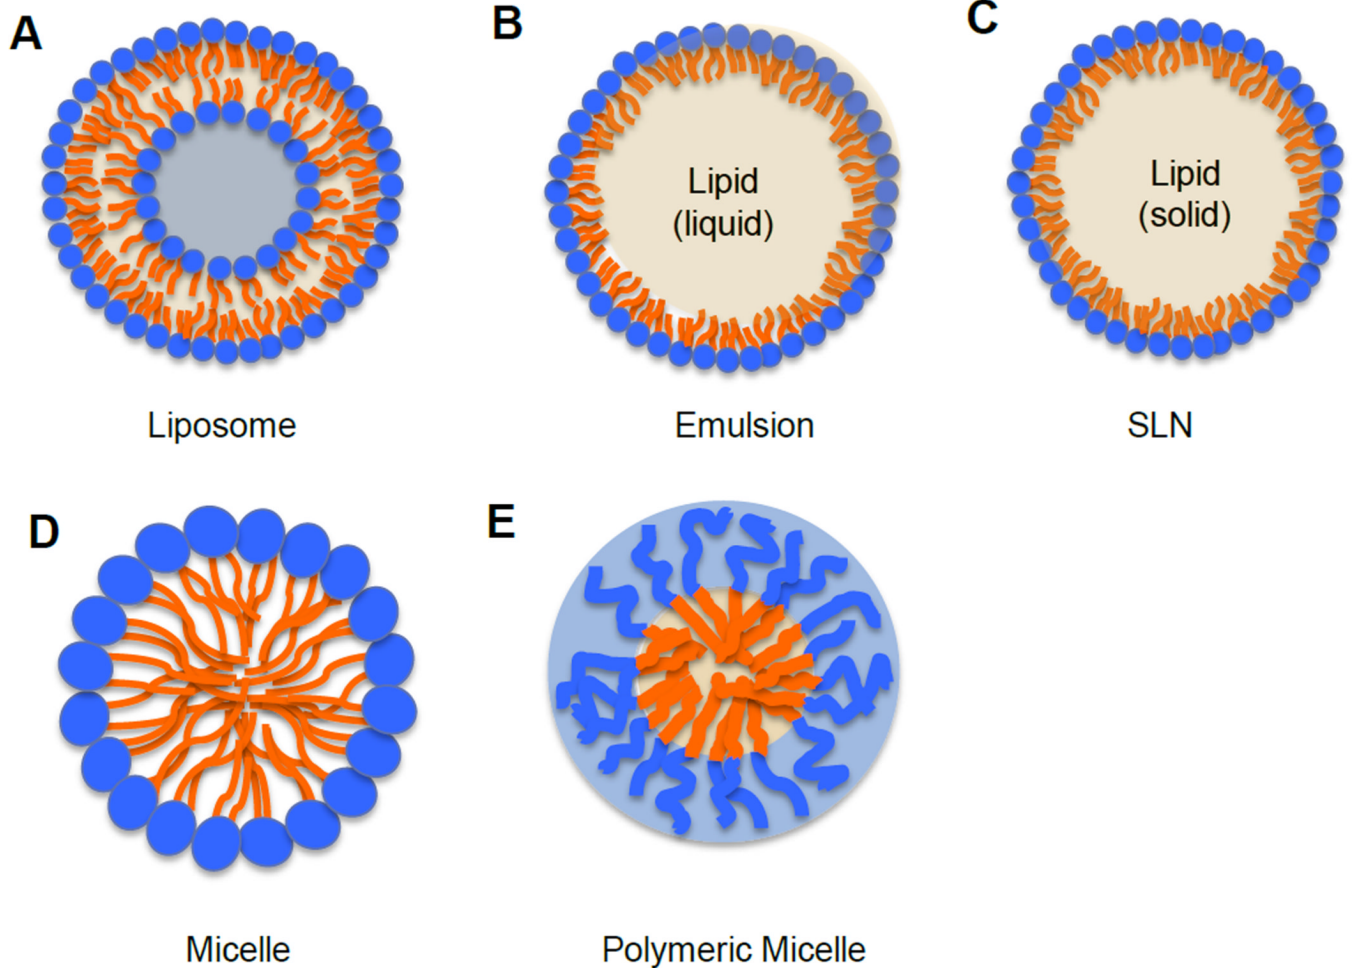 A
B
C
Lipid
(liquid)
Lipid
(solid)
Liposome
Emulsion
SLN
D
E
Micelle
Polymeric Micelle